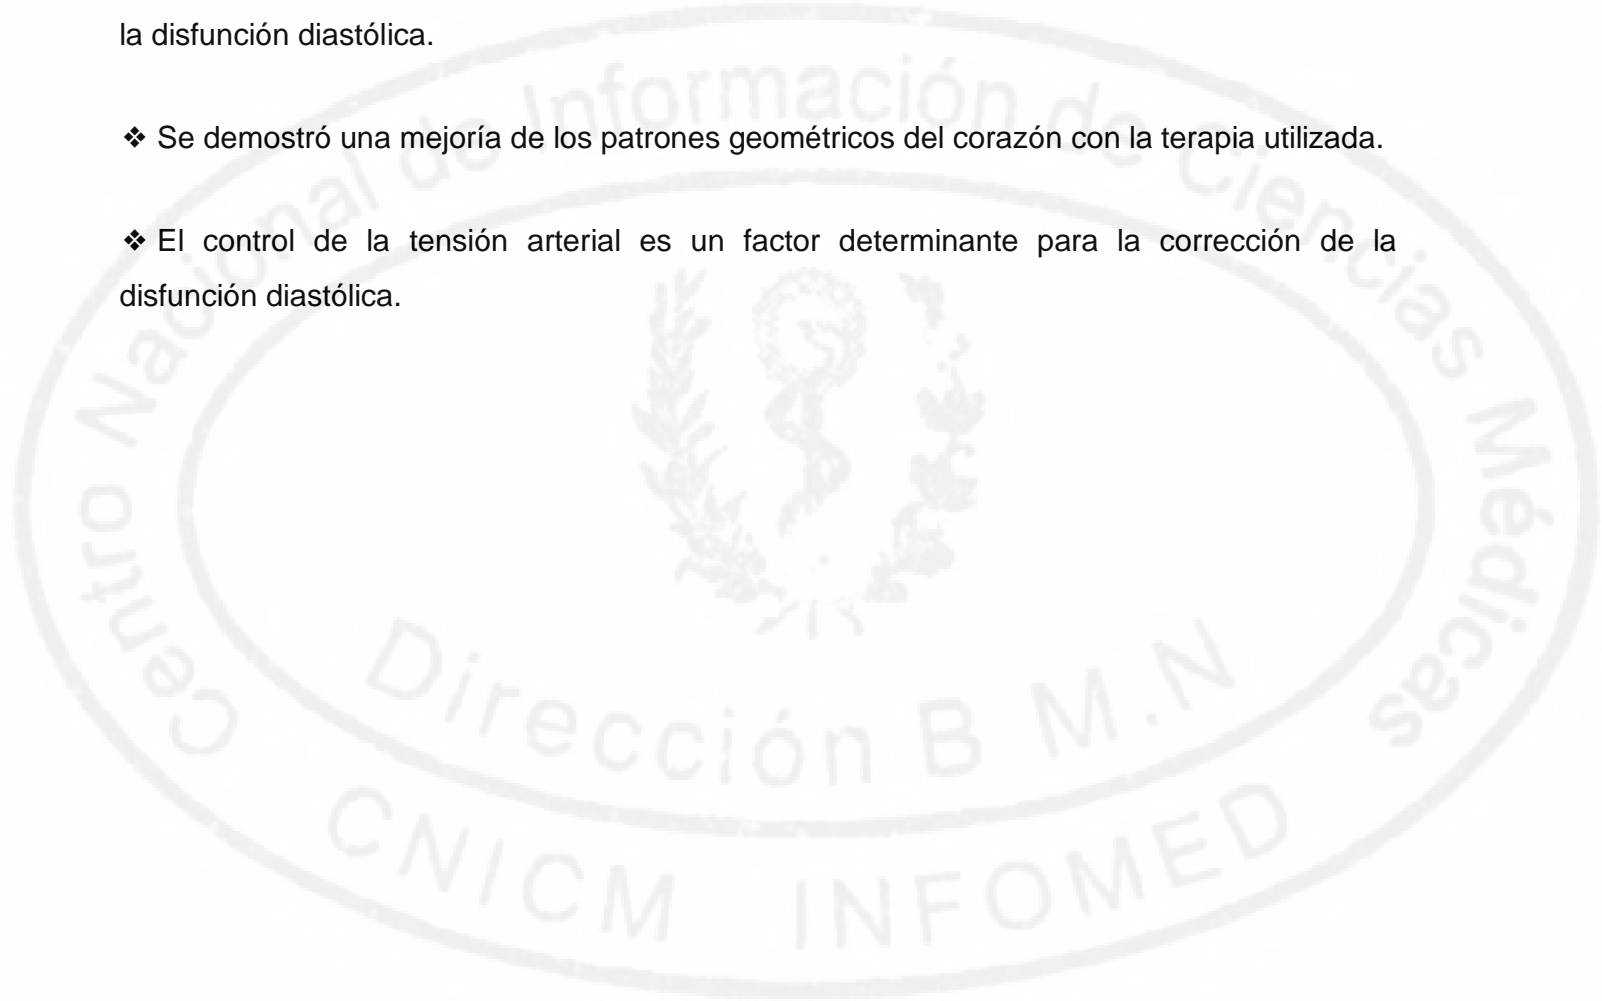 la disfunción diastólica.
❖ Se demostró una mejoría de los patrones geométricos del corazón con la terapia utilizada.
❖ El control de la tensión arterial es un factor determinante para la corrección de la
disfunción diastólica.
Centro Nacional de Información de Ciencias Médicas
Dirección B M.N
CNICM INFOMED